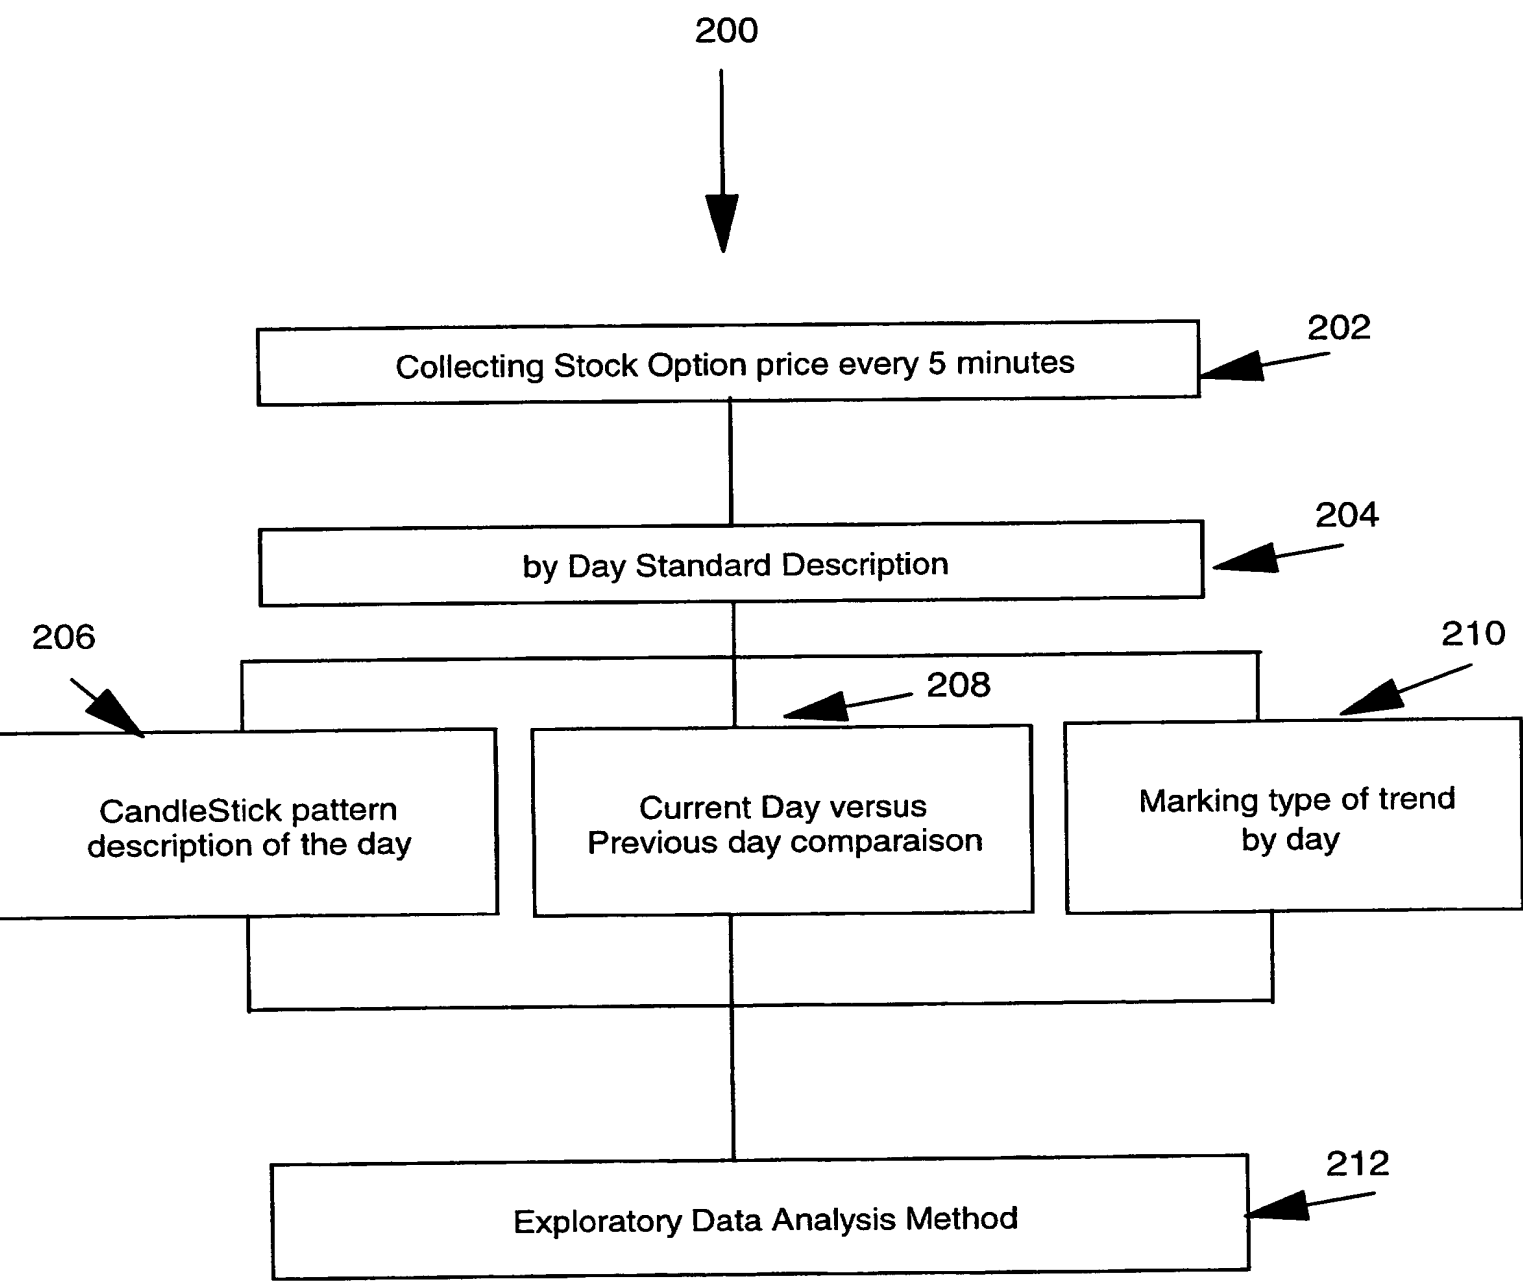 200
202
Collecting Stock Option price every 5 minutes
204
by Day Standard Description
206
210
208
CandleStick pattern
description of the day
Current Day versus
Previous day comparaison
Marking type of trend
by day
212
Exploratory Data Analysis Method